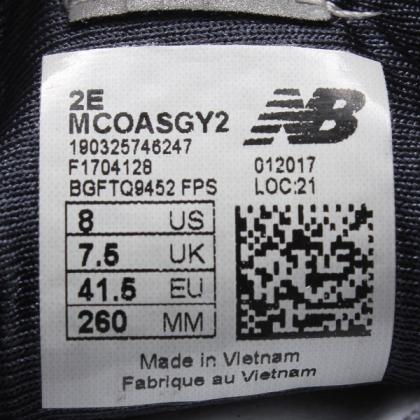 2E
MCOASGY2
NB
190325746247
F1704128
012017
BGFTQ9452 FPS
LOC:21
8 US
7.5 UK
41.5 EU
260 MM
Made in Vietnam
Fabrique au Vietnam